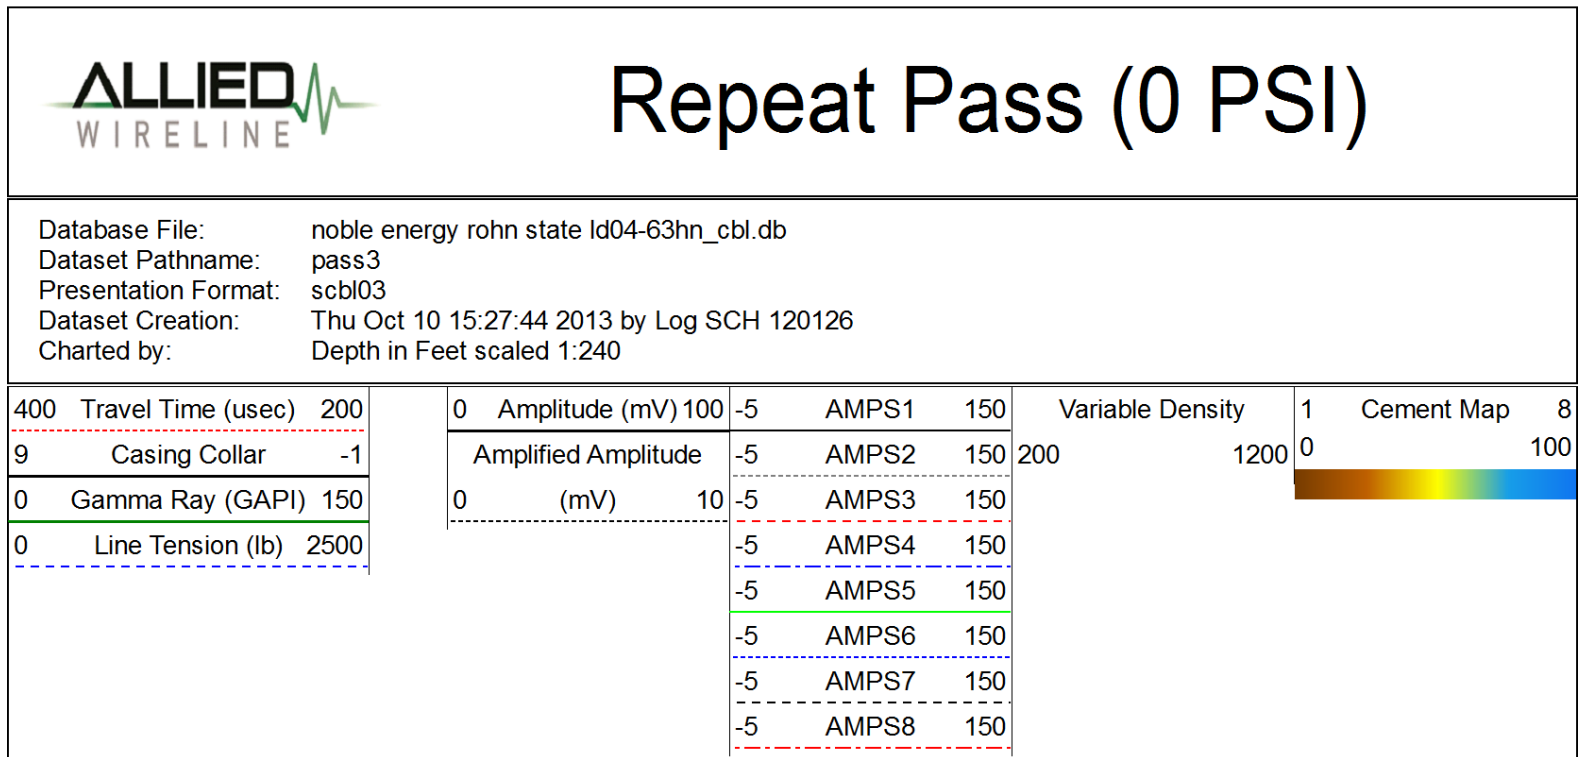 ALLIED
WIRELINE
Repeat Pass (0 PSI)
Database File: noble energy rohn state ld04-63hn_cbl.db
Dataset Pathname: pass3
Presentation Format: scbl03
Dataset Creation: Thu Oct 10 15:27:44 2013 by Log SCH 120126
Charted by: Depth in Feet scaled 1:240
400 Travel Time (usec) 200
9 Casing Collar -1
0 Gamma Ray (GAPI) 150
0 Line Tension (lb) 2500
0 Amplitude (mV) 100
Amplified Amplitude
0 (mV) 10
-5 AMPS1 150
-5 AMPS2 150
-5 AMPS3 150
-5 AMPS4 150
-5 AMPS5 150
-5 AMPS6 150
-5 AMPS7 150
-5 AMPS8 150
Variable Density
200 1200
1 Cement Map 8
0 100